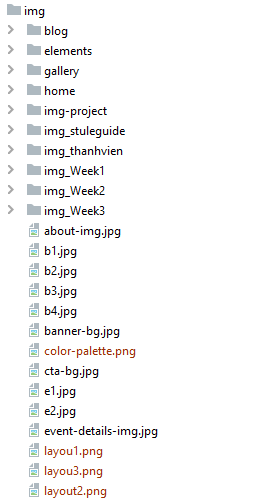 img
blog
elements
gallery
home
img-project
img_stuleguide
img_thanhvien
img_Week1
img_Week2
img_Week3
about-img.jpg
b1.jpg
b2.jpg
b3.jpg
b4.jpg
banner-bg.jpg
color-palette.png
cta-bg.jpg
e1.jpg
e2.jpg
event-details-img.jpg
layou1.png
layou3.png
layout2.png